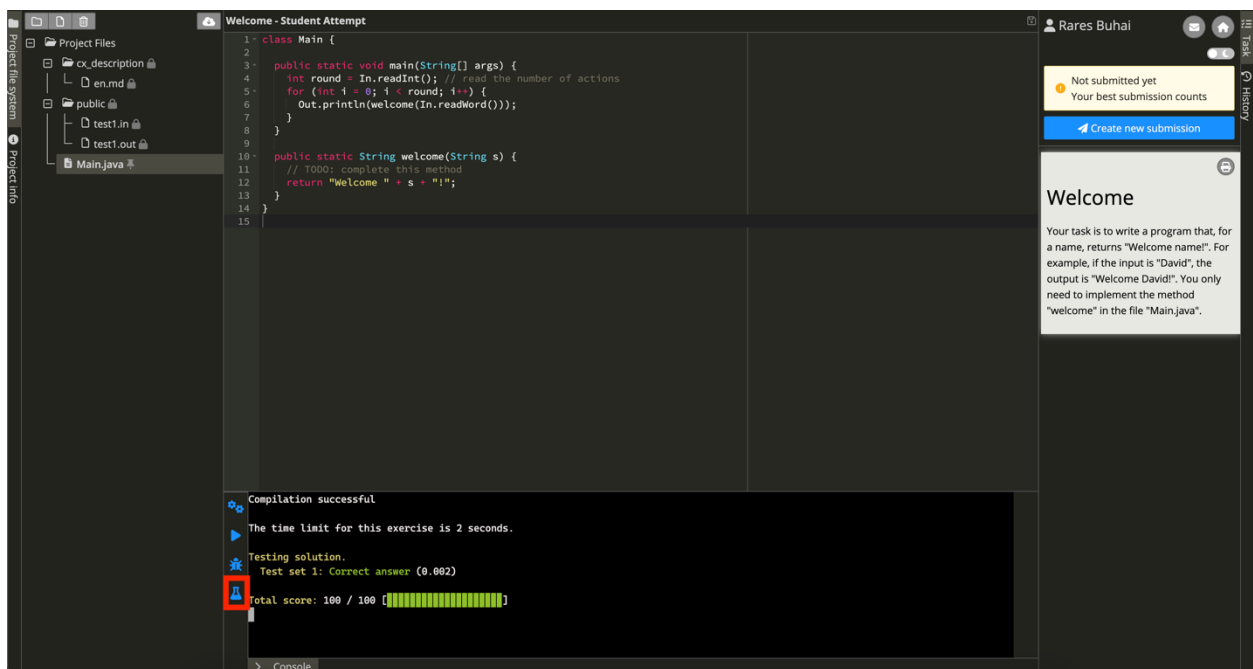 Project file system
Project info
Project Files
cx_description
en.md
public
test1.in
test1.out
Main.java
Welcome - Student Attempt
1 class Main {
2
3 public static void main(String[] args) {
4 int round = In.readInt(); // read the number of actions
5 for (int i = 0; i < round; i++) {
6 Out.println(welcome(In.readWord()));
7 }
8 }
9
10 public static String welcome(String s) {
11 // TODO: complete this method
12 return "Welcome " + s + "!";
13 }
14 }
15
Compilation successful
The time limit for this exercise is 2 seconds.
Testing solution.
Test set 1: Correct answer (0.002)
Total score: 100 / 100 [ ]
> Console
Rares Buhai
Not submitted yet
Your best submission counts
Create new submission
Welcome
Your task is to write a program that, for
a name, returns "Welcome name!". For
example, if the input is "David", the
output is "Welcome David!". You only
need to implement the method
"welcome" in the file "Main.java".
Task
History